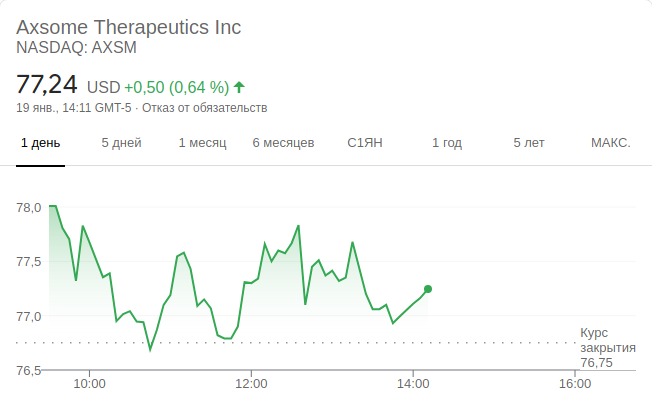 Axsome Therapeutics Inc
NASDAQ: AXSM
77,24 USD +0,50 (0,64 %)
19 янв., 14:11 GMT-5 · Отказ от обязательств
1 день 5 дней 1 месяц 6 месяцев С1ЯН 1 год 5 лет МАКС.
78,0
77,5
77,0
Курс
закрытия
76,75
76,5
10:00 12:00 14:00 16:00